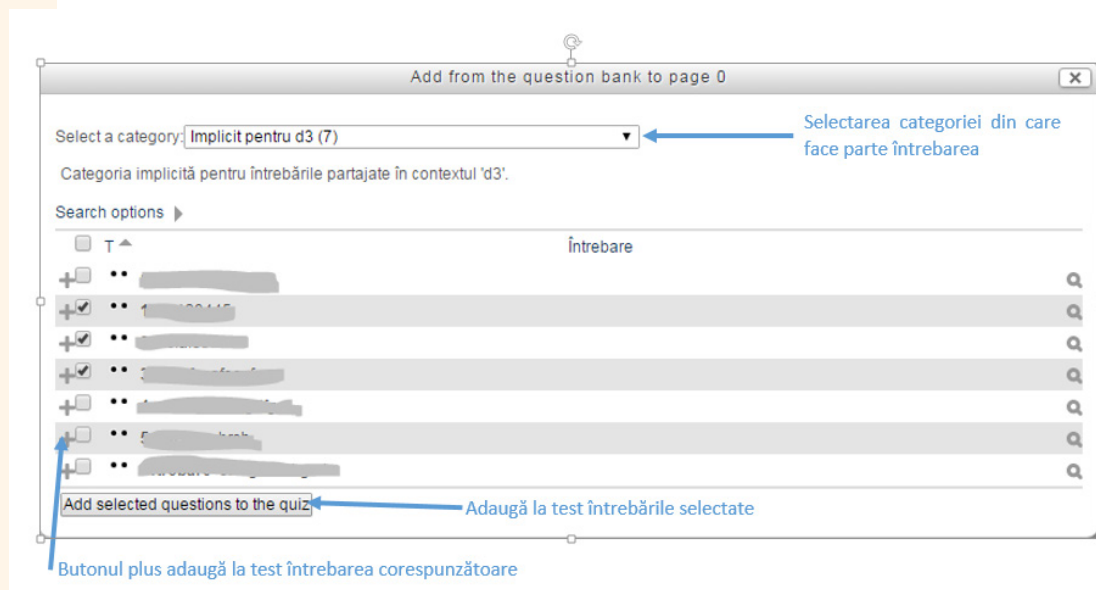 Add from the question bank to page 0
Select a category: Implicit pentru d3 (7)
Selectarea categoriei din care
face parte întrebarea
Categoria implicită pentru întrebările partajate în contextul 'd3'.
Search options
T
Întrebare
Add selected questions to the quiz
Adaugă la test întrebările selectate
Butonul plus adaugă la test întrebarea corespunzătoare